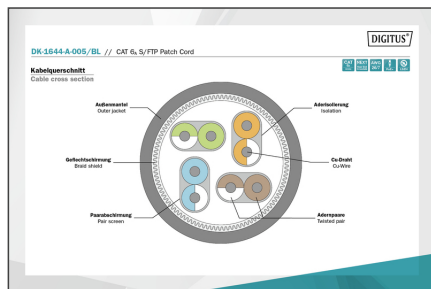 DIGITUS®
DK-1644-A-005/BL // CAT 6A S/FTP Patch Cord
Kabelquerschnitt
Cable cross section
Außenmantel
Outer jacket
Aderisolierung
Isolation
Geflechtschirmung
Braid shield
Cu-Draht
Cu-Wire
Paarabschirmung
Pair screen
Adernpaare
Twisted pair